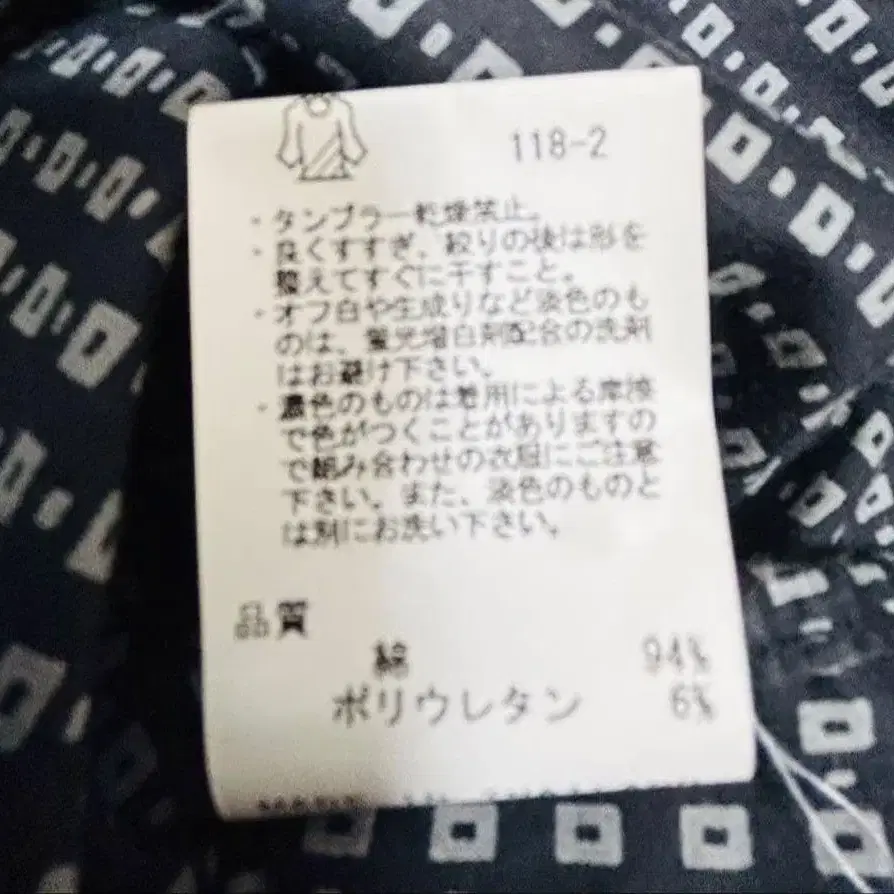 118-2
・タンブラー乾燥禁止。
・良くすすぎ、絞りの後は形を
整えてすぐに干すこと。
・オフ白や生成りなど淡色のも
のは、蛍光増白剤配合の洗剤
はお避け下さい。
・濃色のものは着用による摩擦
で色がつくことがありますの
で組み合わせの衣服にご注意
下さい。また、淡色のものと
は別にお洗い下さい。
品質
綿 94%
ポリウレタン 6%